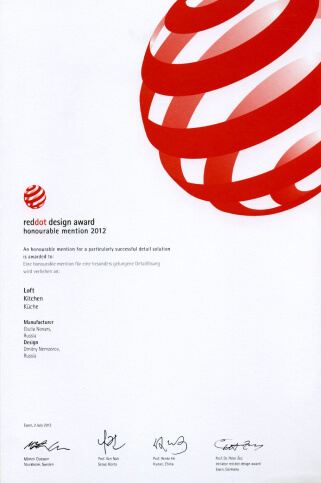 reddot design award
honourable mention 2012
An honourable mention for a particularly successful detail solution
is awarded to:
Eine honourable mention für eine besonders gelungene Detaillösung
wird verliehen an:
Loft
Kitchen
Küche
Manufacturer
Russia
Design
Dmitry
Russia
Essen, 2 July 2012
Stockholm, Sweden
Prof. Ken Nah
Seoul, Korea
Prof.
China
Prof. Dr. Peter Zec
Initiator red dot design award
Essen, Germany